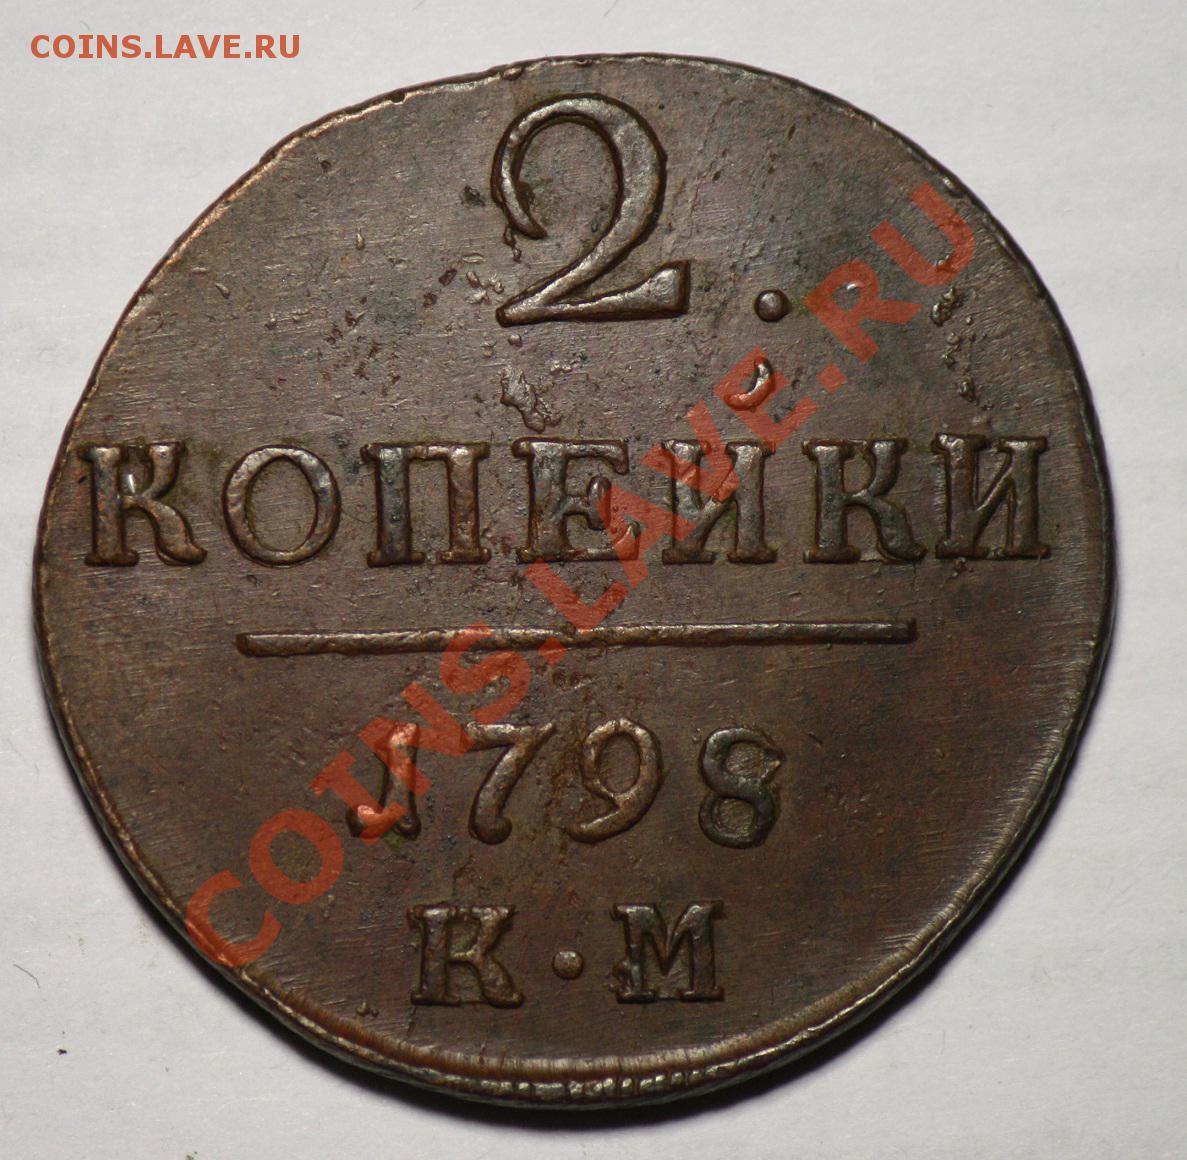 COINS.LAVE.RU
2.
КОПЕЙКИ
1798
К·М
COINS.LAVE.RU